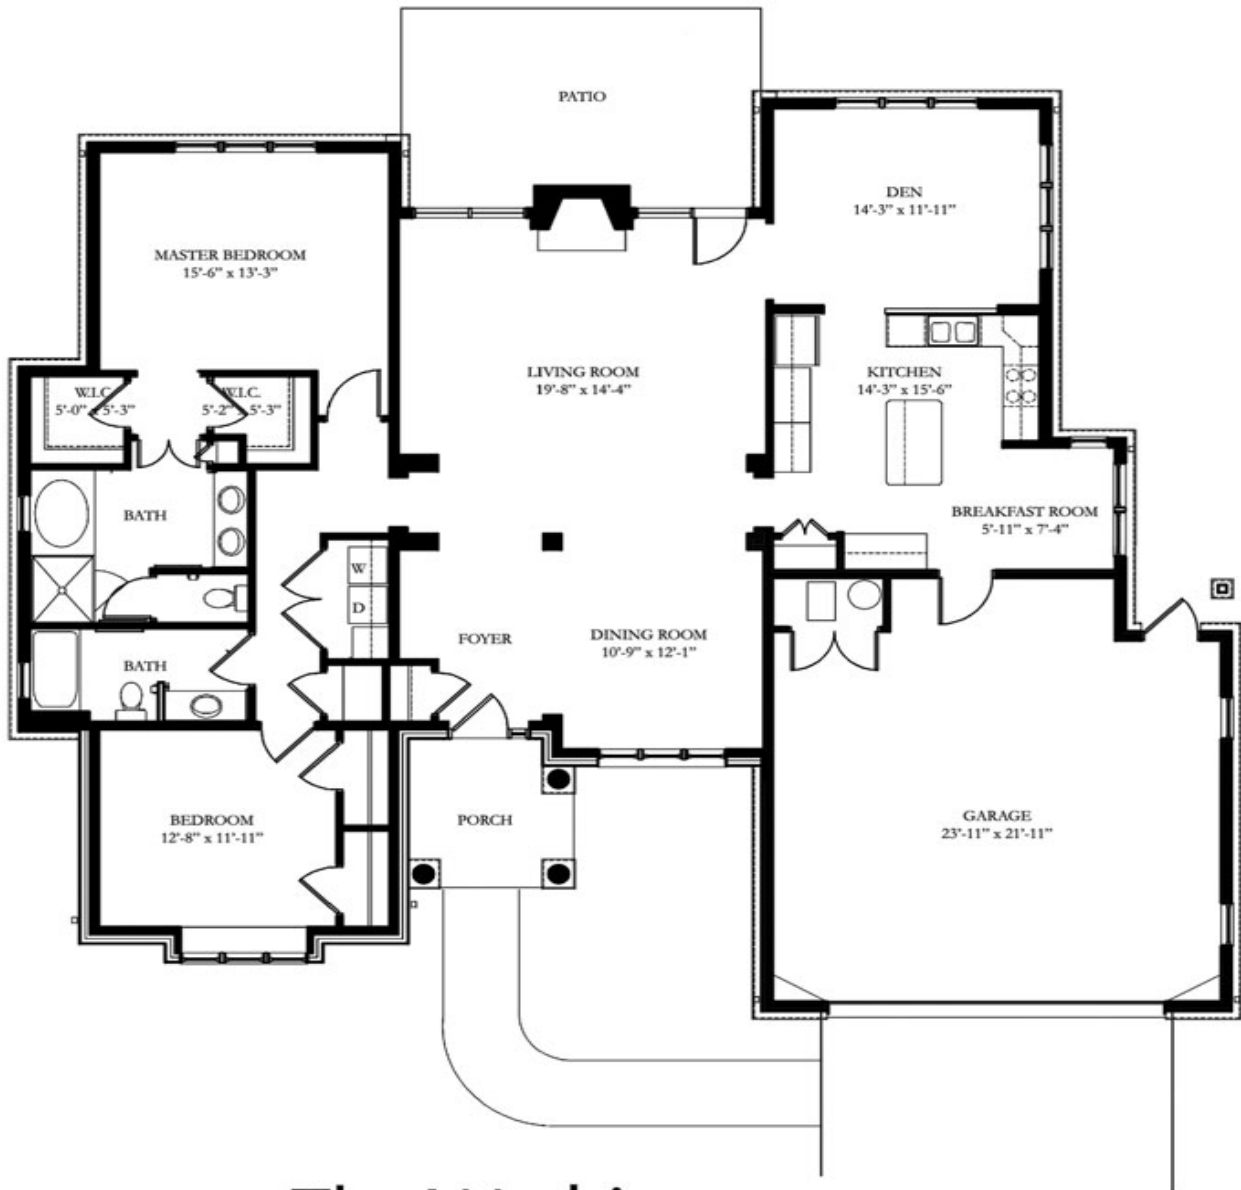 PATIO
DEN
14'-3" x 11'-11"
MASTER BEDROOM
15'-6" x 13'-3"
LIVING ROOM
19'-8" x 14'-4"
KITCHEN
14'-3" x 15'-6"
W.I.C.
5'-0" x 5'-3"
W.I.C.
5'-2" x 5'-3"
BATH
BREAKFAST ROOM
5'-11" x 7'-4"
W
D
FOYER
DINING ROOM
10'-9" x 12'-1"
BATH
BEDROOM
12'-8" x 11'-11"
PORCH
GARAGE
23'-11" x 21'-11"
The